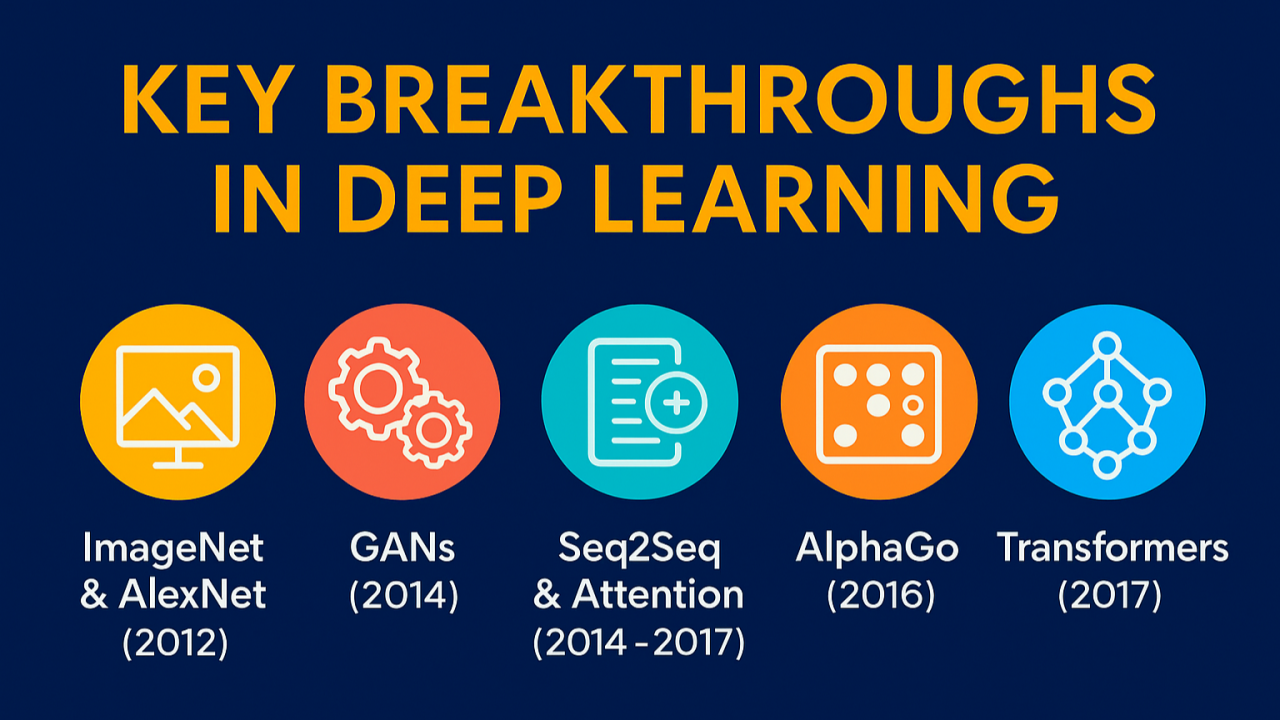 KEY BREAKTHROUGHS
IN DEEP LEARNING
ImageNet
& AlexNet
(2012)
GANs
(2014)
Seq2Seq
& Attention
(2014-2017)
AlphaGo
(2016)
Transformers
(2017)